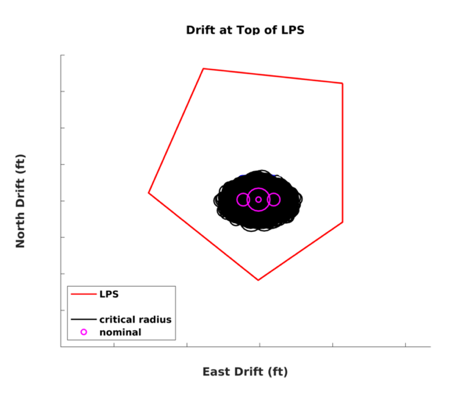 Drift at Top of LPS
North Drift (ft)
LPS
critical radius
nominal
East Drift (ft)